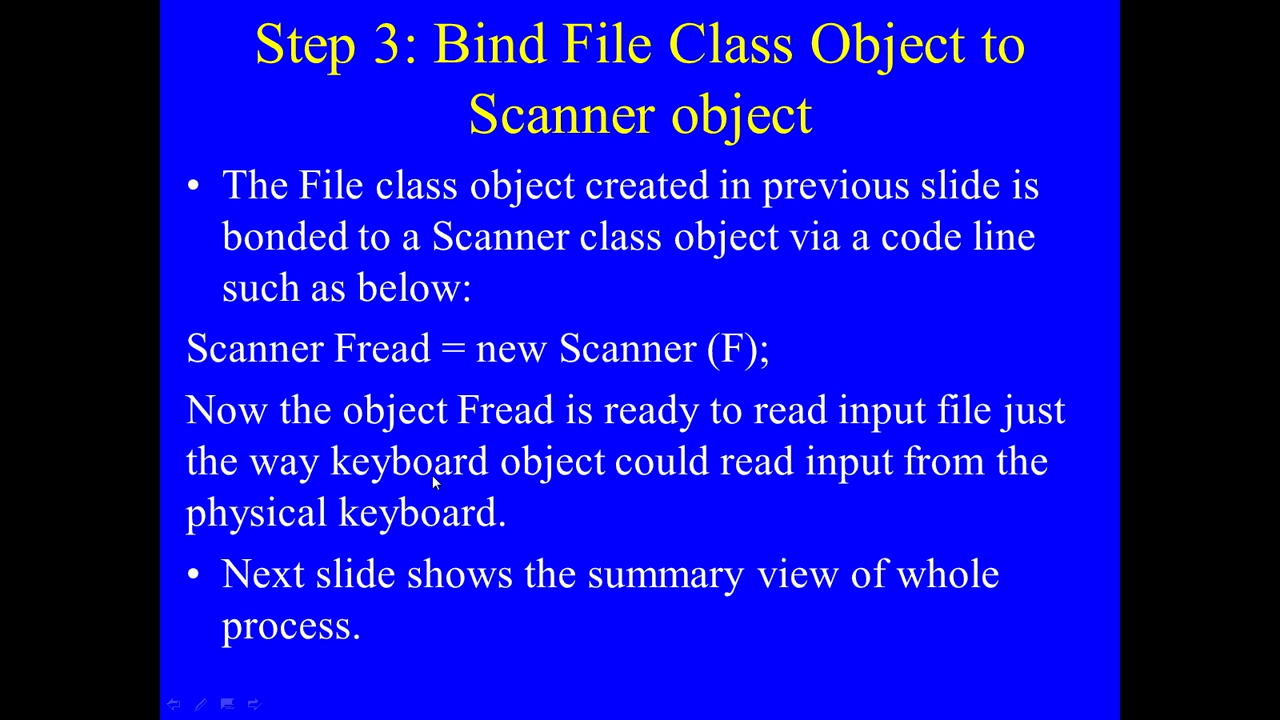 Step 3: Bind File Class Object to
Scanner object
• The File class object created in previous slide is
bonded to a Scanner class object via a code line
such as below:
Scanner Fread = new Scanner (F);
Now the object Fread is ready to read input file just
the way keyboard object could read input from the
physical keyboard.
• Next slide shows the summary view of whole
process.